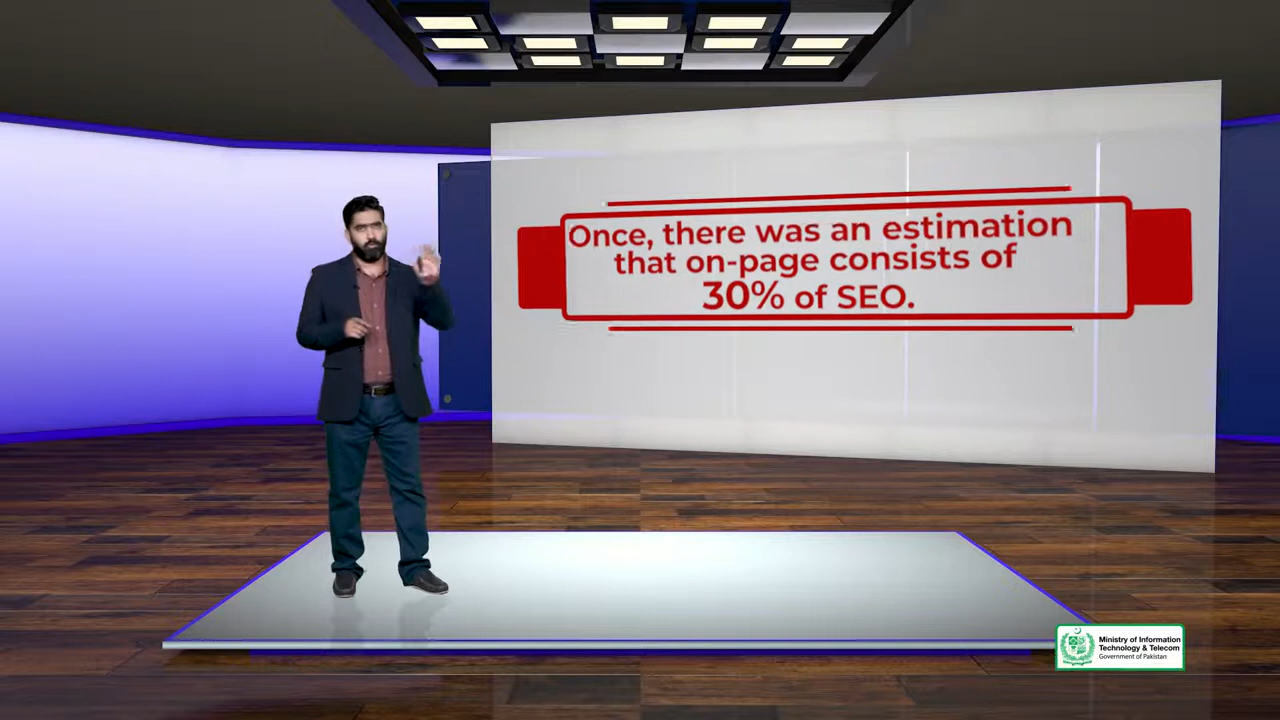 Once, there was an estimation
that on-page consists of
30% of SEO.
Ministry of Information
Technology & Telecom
Government of Pakistan